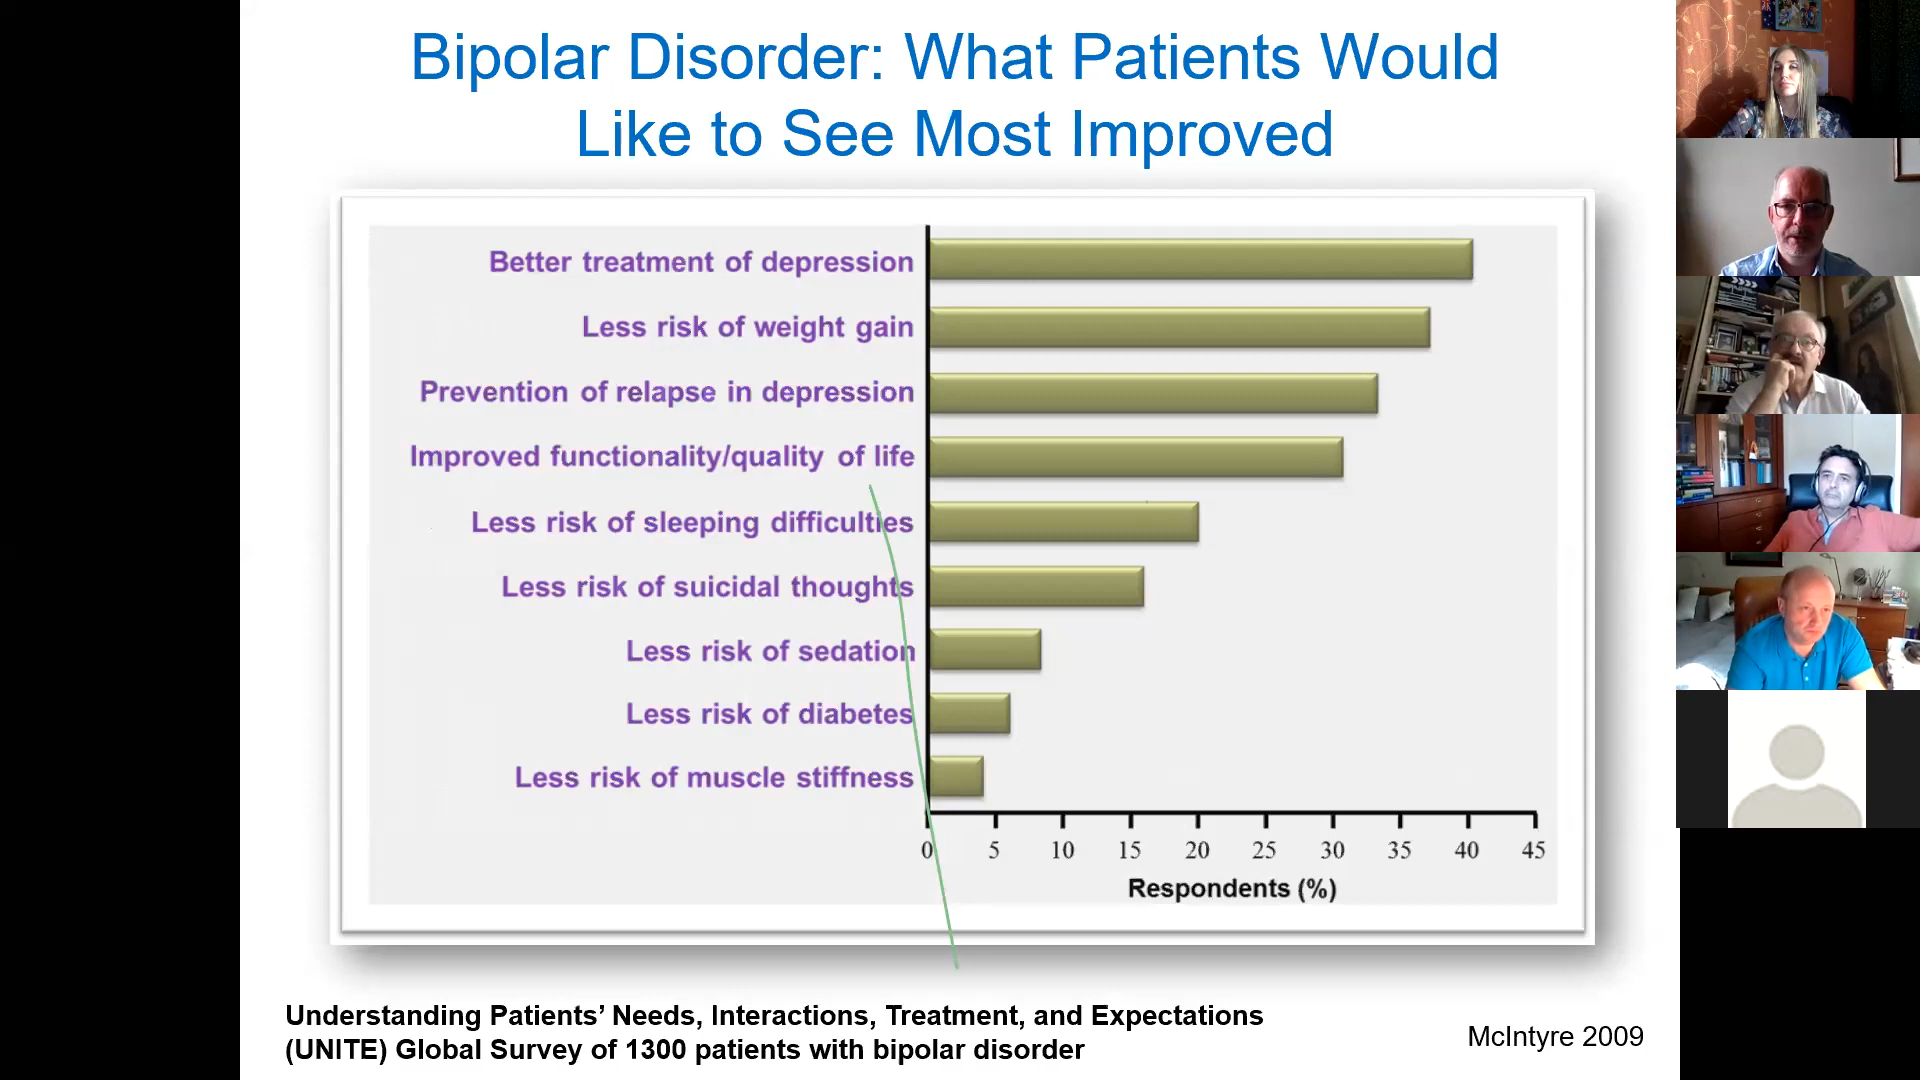 Bipolar Disorder: What Patients Would
Like to See Most Improved
Better treatment of depression
Less risk of weight gain
Prevention of relapse in depression
Improved functionality/quality of life
Less risk of sleeping difficulties
Less risk of suicidal thoughts
Less risk of sedation
Less risk of diabetes
Less risk of muscle stiffness
0 5 10 15 20 25 30 35 40 45
Respondents (%)
Understanding Patients’ Needs, Interactions, Treatment, and Expectations
(UNITE) Global Survey of 1300 patients with bipolar disorder
McIntyre 2009